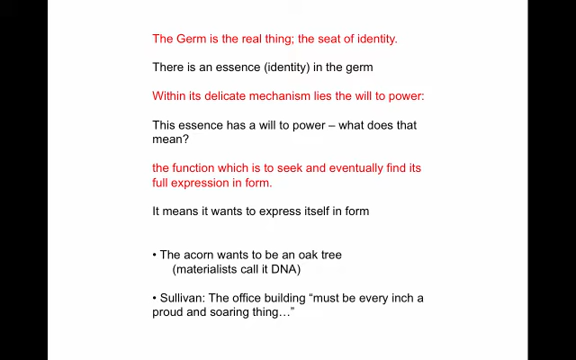 The Germ is the real thing; the seat of identity.
There is an essence (identity) in the germ
Within its delicate mechanism lies the will to power:
This essence has a will to power – what does that
mean?
the function which is to seek and eventually find its
full expression in form.
It means it wants to express itself in form
• The acorn wants to be an oak tree
(materialists call it DNA)
• Sullivan: The office building “must be every inch a
proud and soaring thing…”